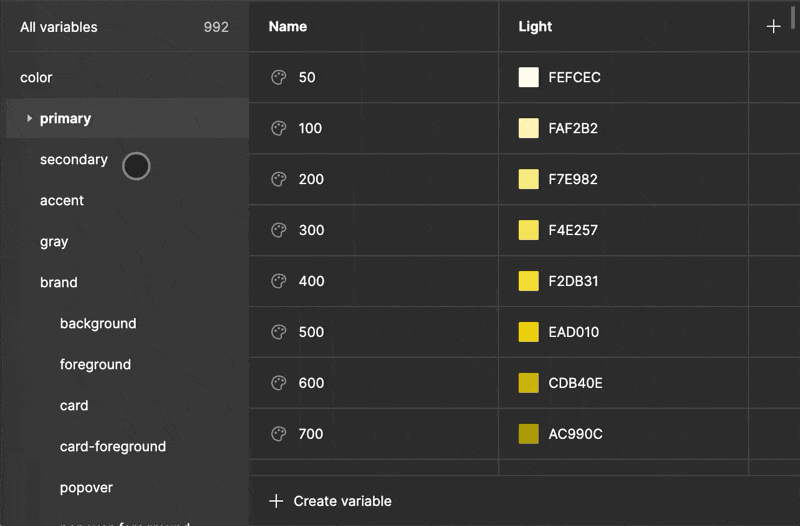 All variables 992
color
primary
secondary
accent
gray
brand
background
foreground
card
card-foreground
popover
Name Light
50 FEFCEC
100 FAF2B2
200 F7E982
300 F4E257
400 F2DB31
500 EAD010
600 CDB40E
700 AC990C
Create variable